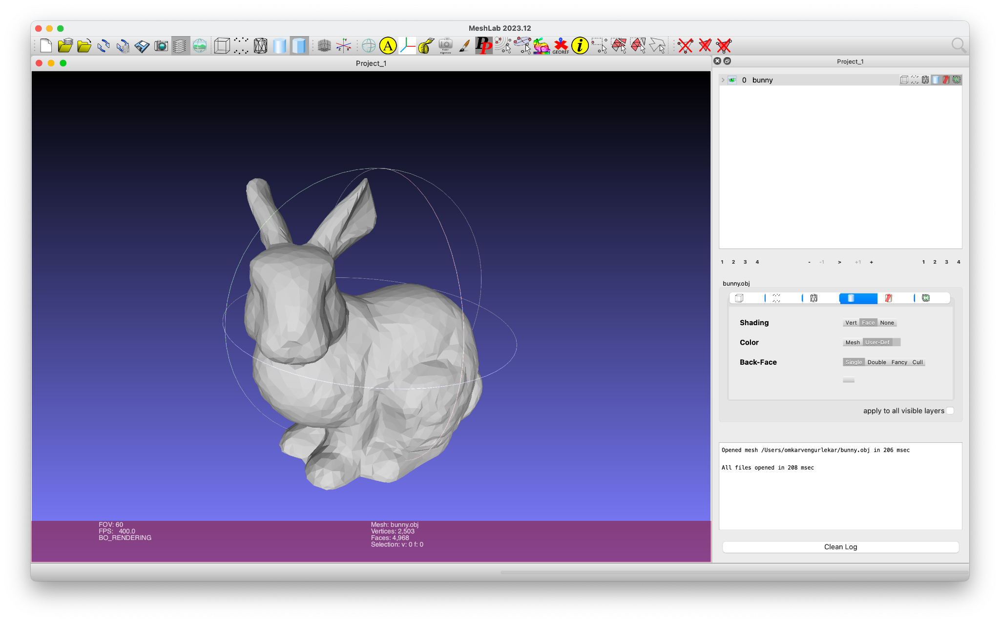 MeshLab 2023.12
A
PP
GEOREF
i
Raster
Alignment
Project_1
Project_1
0 bunny
1 2 3 4 - -1 > +1 + 1 2 3 4
bunny.obj
Shading Vert Face None
Color Mesh User-Def
Back-Face Single Double Fancy Cull
apply to all visible layers
Opened mesh /Users/omkarvengurlekar/bunny.obj in 206 msec
All files opened in 208 msec
Clean Log
FOV: 60
FPS: 400.0
BO_RENDERING
Mesh: bunny.obj
Vertices: 2,503
Faces: 4,968
Selection: v: 0 f: 0